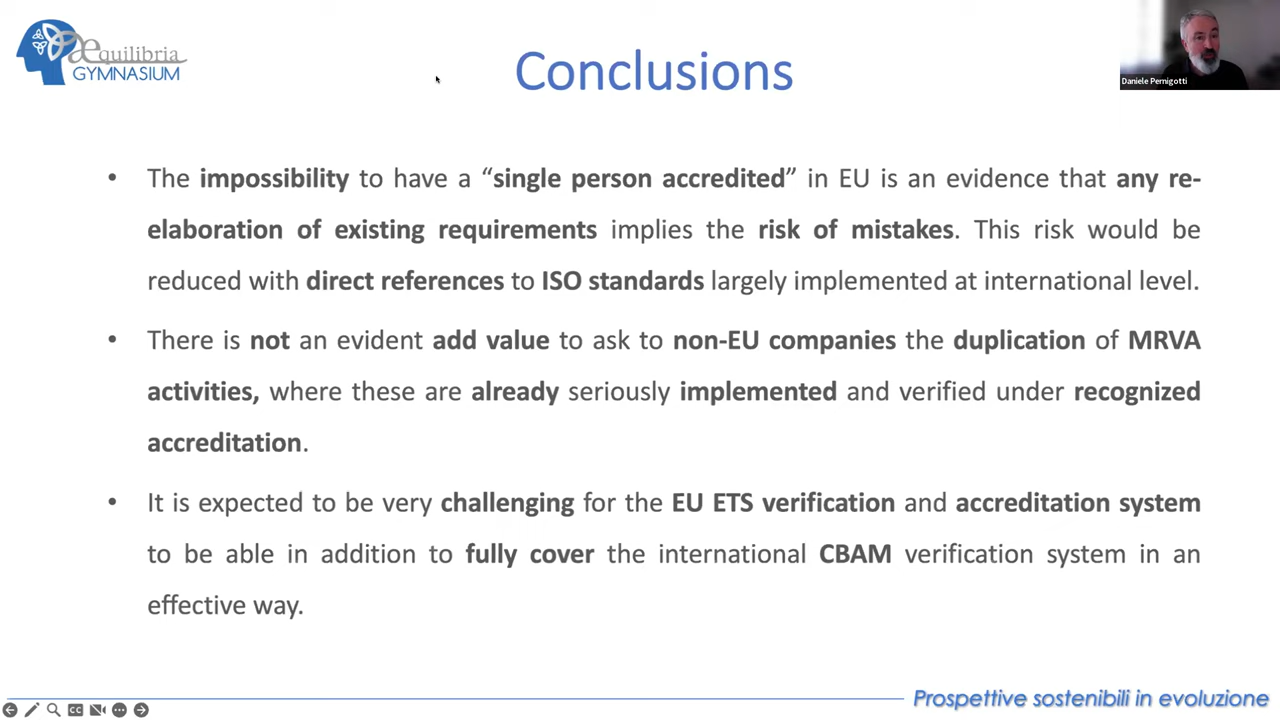 æquilibria
GYMNASIUM
Conclusions
Daniele Pernigotti
• The impossibility to have a “single person accredited” in EU is an evidence that any re-
elaboration of existing requirements implies the risk of mistakes. This risk would be
reduced with direct references to ISO standards largely implemented at international level.
• There is not an evident add value to ask to non-EU companies the duplication of MRVA
activities, where these are already seriously implemented and verified under recognized
accreditation.
• It is expected to be very challenging for the EU ETS verification and accreditation system
to be able in addition to fully cover the international CBAM verification system in an
effective way.
Prospettive sostenibili in evoluzione
CC